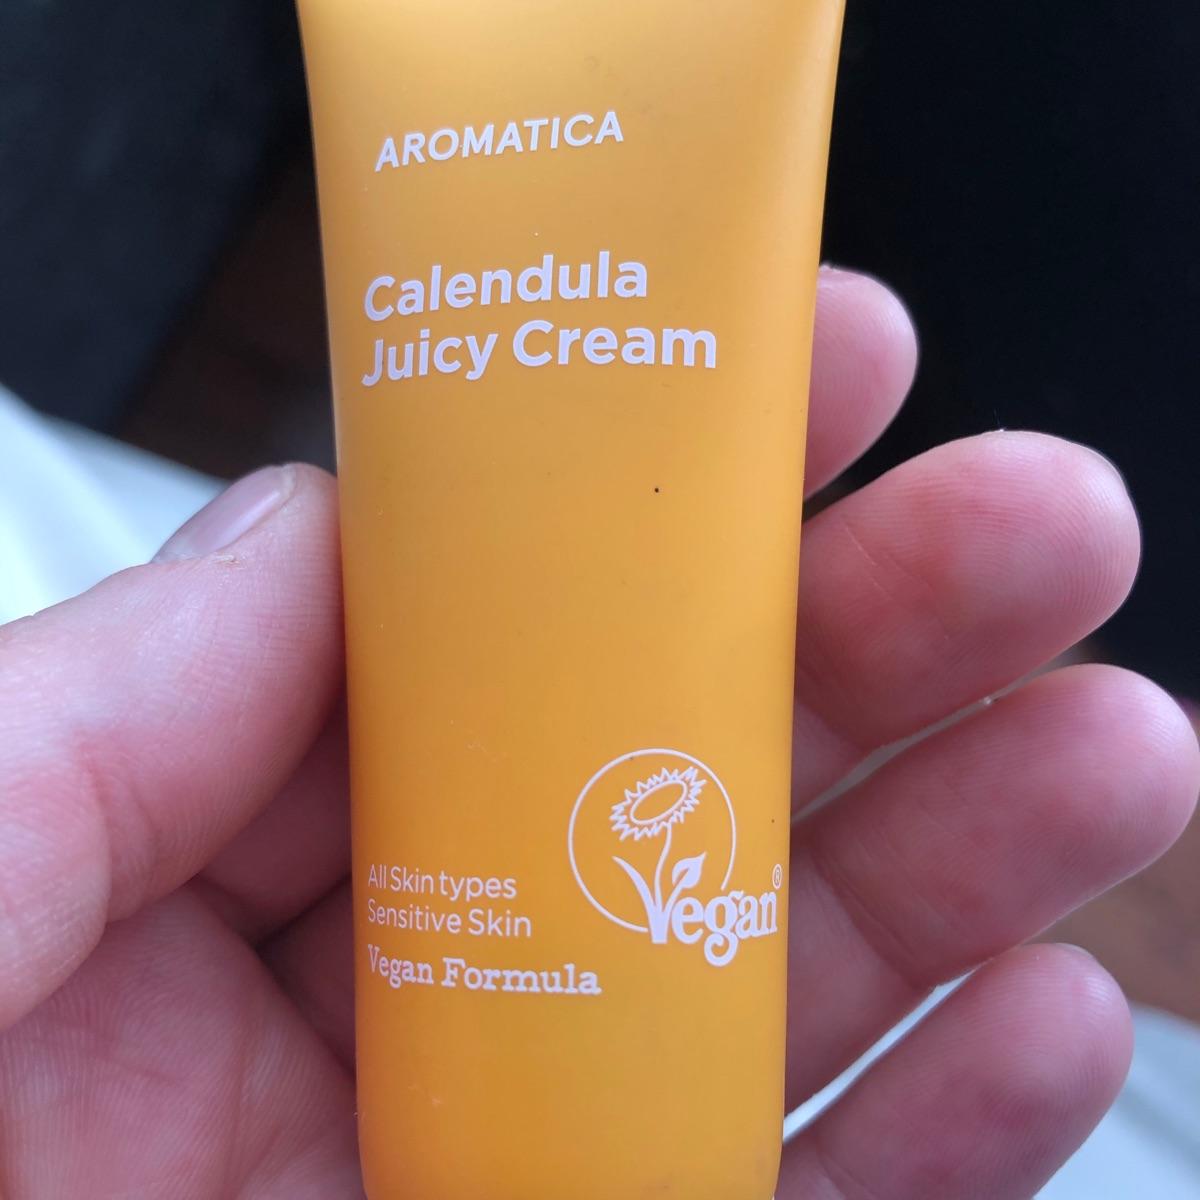 AROMATICA
Calendula
Juicy Cream
All Skin types
Sensitive Skin
Vegan Formula
Vegan®